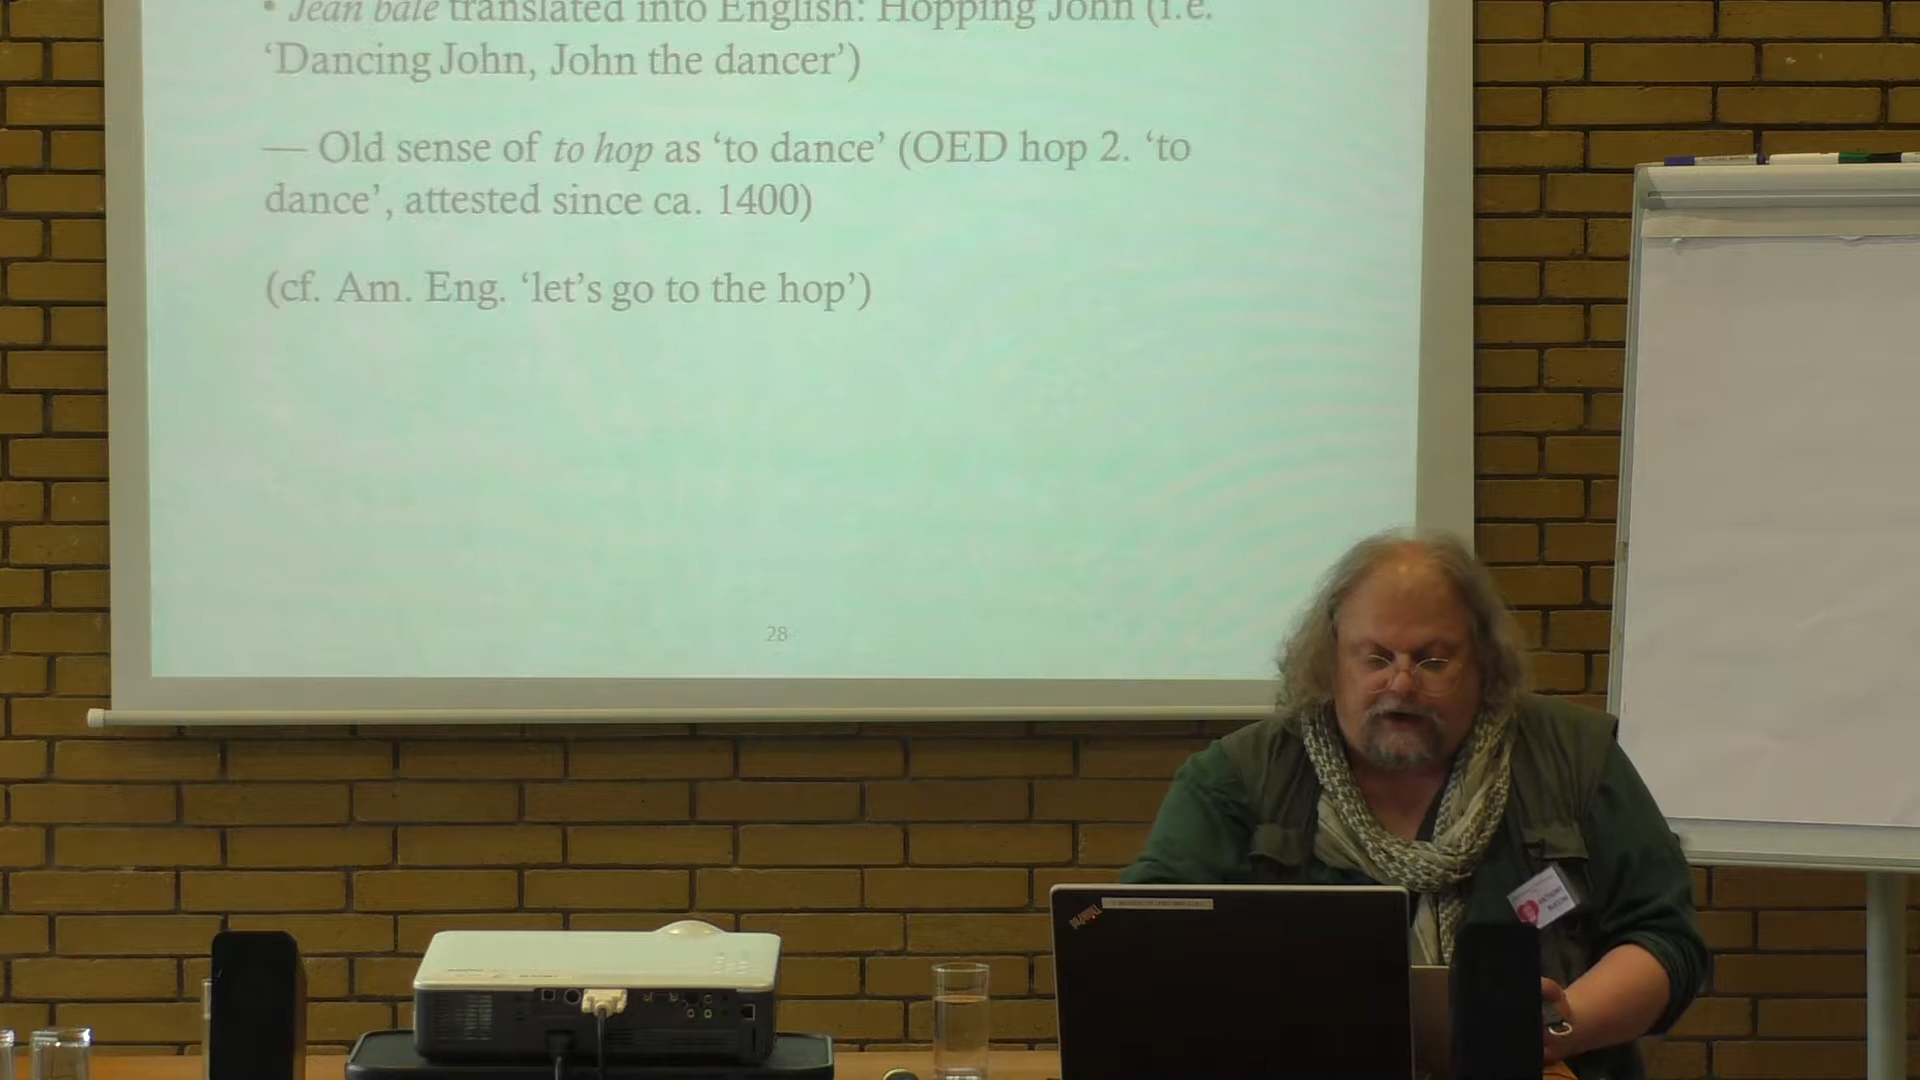 • Jean bale translated into English: Hopping John (i.e.
‘Dancing John, John the dancer’)
— Old sense of to hop as ‘to dance’ (OED hop 2. ‘to
dance’, attested since ca. 1400)
(cf. Am. Eng. ‘let’s go to the hop’)
28
ThinkPad
ANTHONY